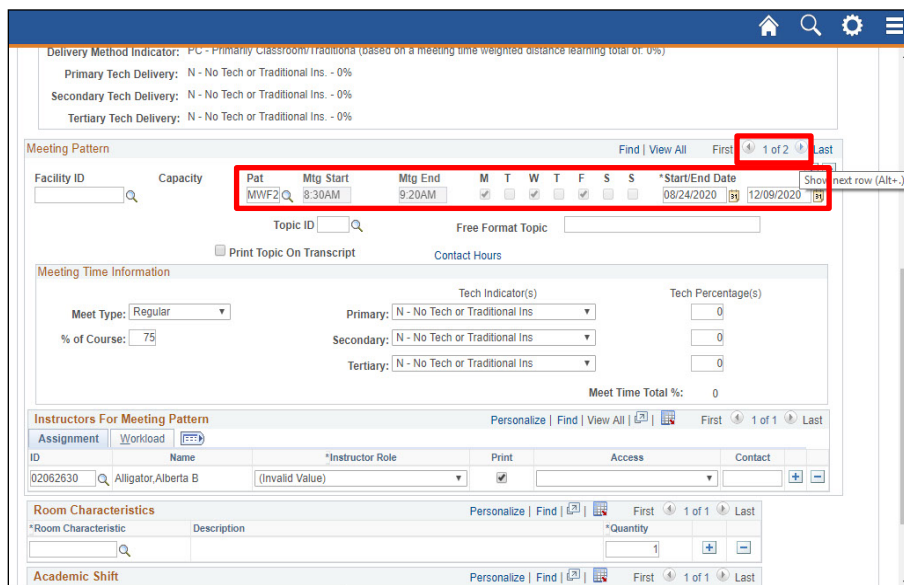 Delivery Method Indicator: PC - Primarily Classroom/Traditiona (based on a meeting time weighted distance learning total of: 0%)
Primary Tech Delivery: N - No Tech or Traditional Ins. - 0%
Secondary Tech Delivery: N - No Tech or Traditional Ins. - 0%
Tertiary Tech Delivery: N - No Tech or Traditional Ins. - 0%
Meeting Pattern Find | View All First 1 of 2 Last
Facility ID Capacity Pat Mtg Start Mtg End M T W T F S S *Start/End Date
Show next row (Alt+.)
MWF2 8:30AM 9:20AM 08/24/2020 12/09/2020
Topic ID Free Format Topic
Print Topic On Transcript Contact Hours
Meeting Time Information
Tech Indicator(s) Tech Percentage(s)
Meet Type: Regular Primary: N - No Tech or Traditional Ins 0
% of Course: 75 Secondary: N - No Tech or Traditional Ins 0
Tertiary: N - No Tech or Traditional Ins 0
Meet Time Total %: 0
Instructors For Meeting Pattern Personalize | Find | View All | First 1 of 1 Last
Assignment Workload
ID Name *Instructor Role Print Access Contact
02062630 Alligator,Alberta B (Invalid Value)
Room Characteristics Personalize | Find | First 1 of 1 Last
*Room Characteristic Description *Quantity
1
Academic Shift Personalize | Find | First 1 of 1 Last